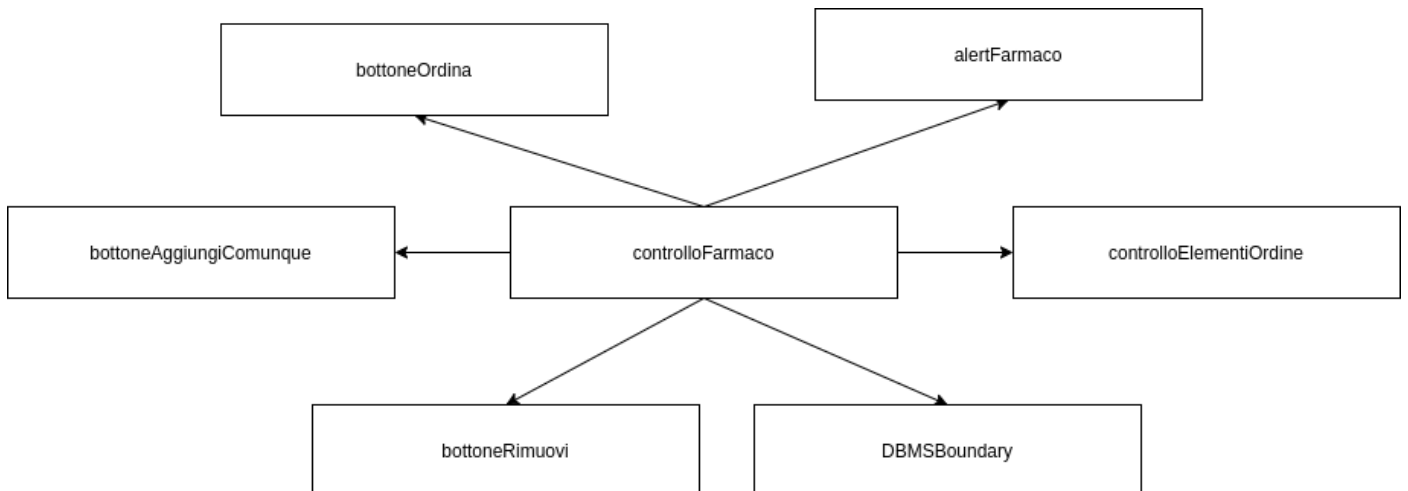 alertFarmaco
bottoneOrdina
bottoneAggiungiComunque
controlloFarmaco
controlloElementiOrdine
bottoneRimuovi
DBMSBoundary